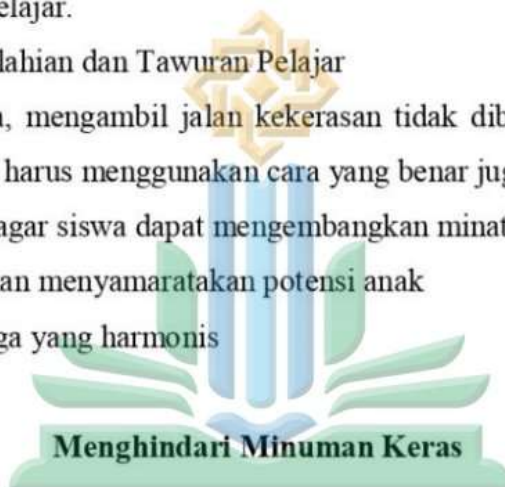 elajar.
lahian dan Tawuran Pelajar
, mengambil jalan kekerasan tidak dib
harus menggunakan cara yang benar jug
agar siswa dapat mengembangkan minat
an menyamaratakan potensi anak
ga yang harmonis
Menghindari Minuman Keras